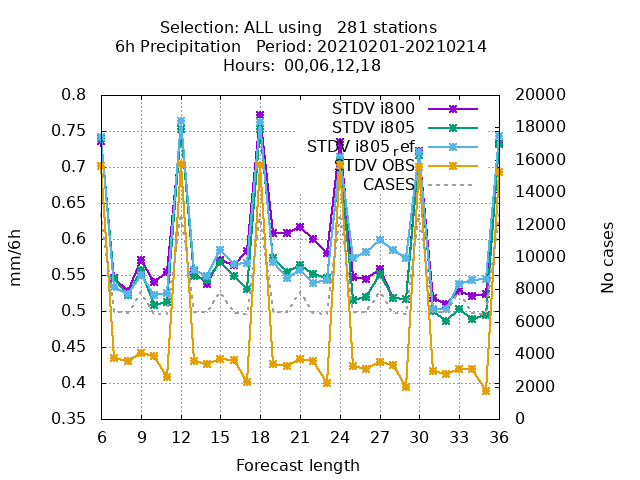 Selection: ALL using 281 stations
6h Precipitation Period: 20210201-20210214
Hours: 00,06,12,18
0.8
0.75
0.7
0.65
0.6
0.55
0.5
0.45
0.4
0.35
mm/6h
STDV i800
STDV i805
STDV i805ref
STDV OBS
CASES
20000
18000
16000
14000
12000
10000
8000
6000
4000
2000
0
No cases
6 9 12 15 18 21 24 27 30 33 36
Forecast length